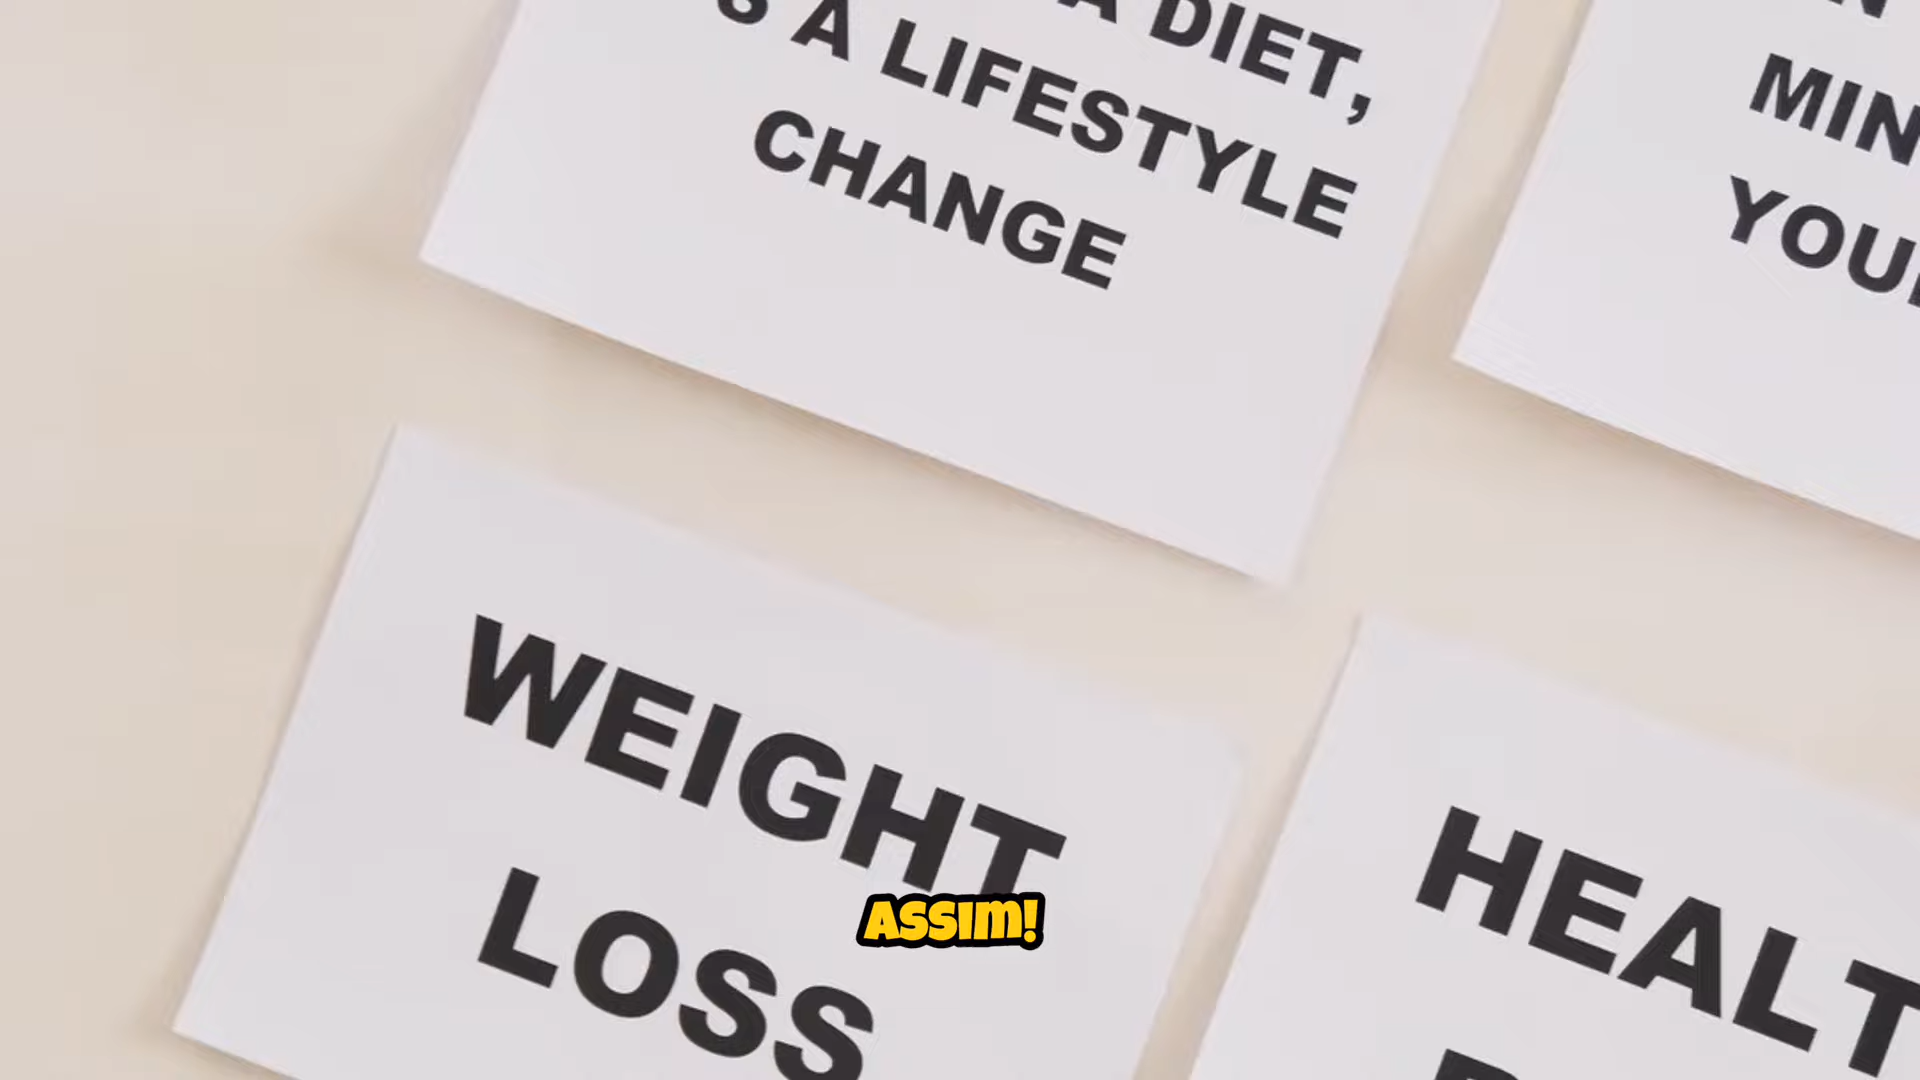 A DIET,
S A LIFESTYLE
CHANGE
MIN
YOU
WEIGHT
LOSS
HEALT
ASSIM!